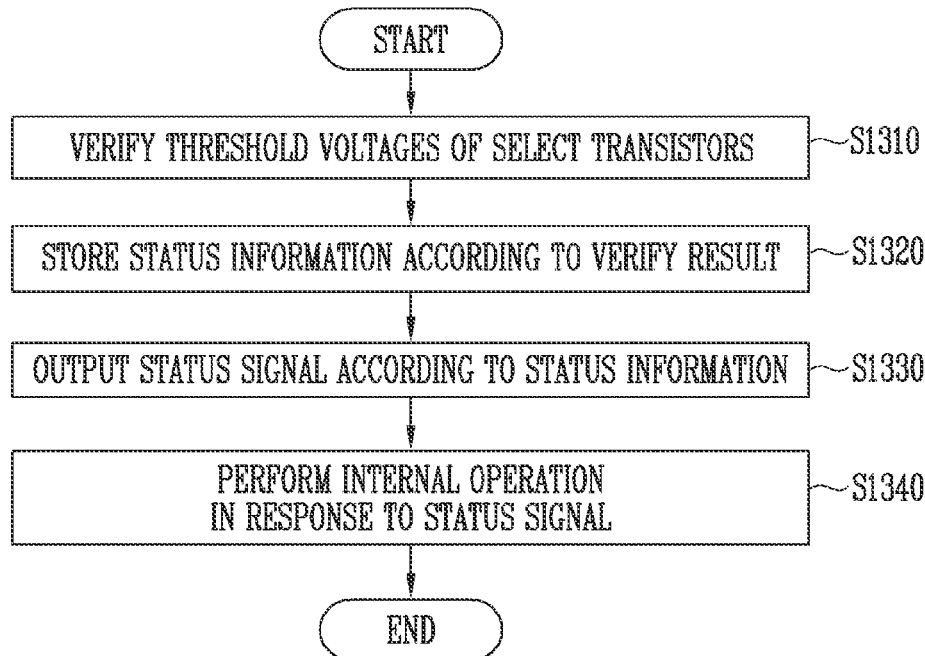 START
VERIFY THRESHOLD VOLTAGES OF SELECT TRANSISTORS
S1310
STORE STATUS INFORMATION ACCORDING TO VERIFY RESULT
S1320
OUTPUT STATUS SIGNAL ACCORDING TO STATUS INFORMATION
S1330
PERFORM INTERNAL OPERATION
IN RESPONSE TO STATUS SIGNAL
S1340
END